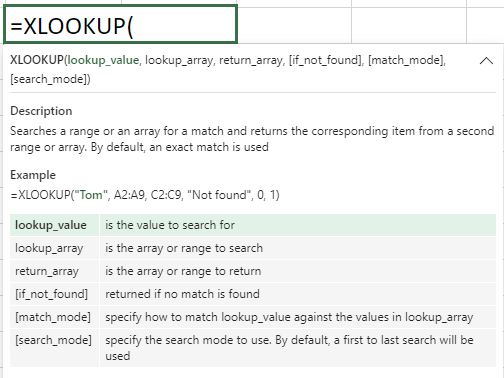 =XLOOKUP(
XLOOKUP(lookup_value, lookup_array, return_array, [if_not_found], [match_mode],
[search_mode])
Description
Searches a range or an array for a match and returns the corresponding item from a second
range or array. By default, an exact match is used
Example
=XLOOKUP("Tom", A2:A9, C2:C9, "Not found", 0, 1)
lookup_value is the value to search for
lookup_array is the array or range to search
return_array is the array or range to return
[if_not_found] returned if no match is found
[match_mode] specify how to match lookup_value against the values in lookup_array
[search_mode] specify the search mode to use. By default, a first to last search will be
used